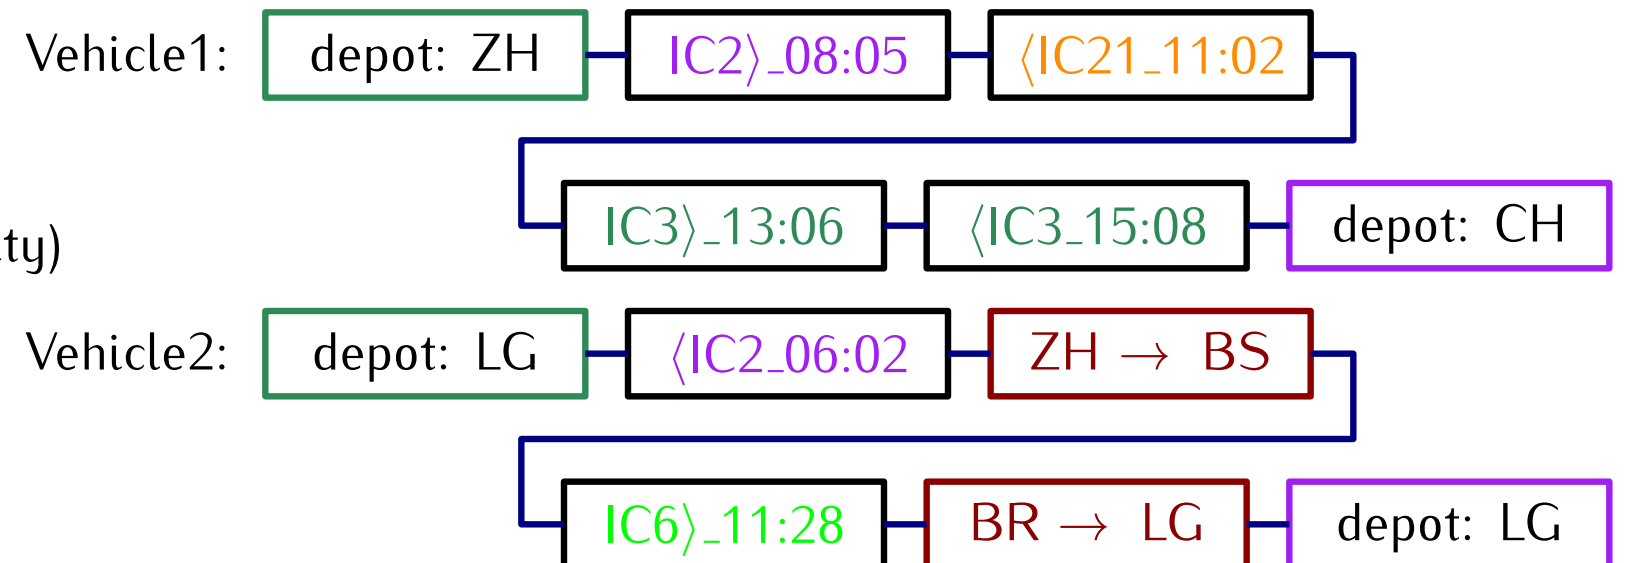 Vehicle1: depot: ZH IC2⟩_08:05 ⟨IC21_11:02
IC3⟩_13:06 ⟨IC3_15:08 depot: CH
ty)
Vehicle2: depot: LG ⟨IC2_06:02 ZH → BS
IC6⟩_11:28 BR → LG depot: LG